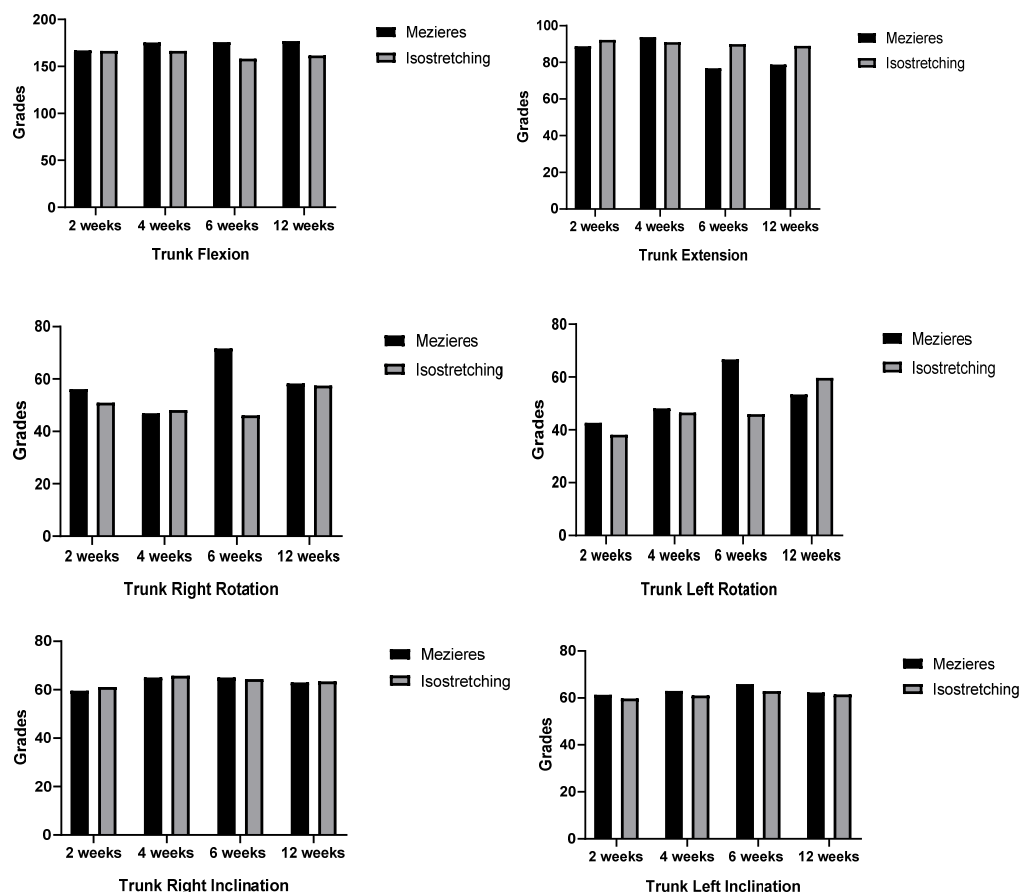 200
150
100
50
0
Grades
2 weeks 4 weeks 6 weeks 12 weeks
Trunk Flexion
Mezieres
Isostretching
100
80
60
40
20
0
Grades
2 weeks 4 weeks 6 weeks 12 weeks
Trunk Extension
Mezieres
Isostretching
80
60
40
20
0
Grades
2 weeks 4 weeks 6 weeks 12 weeks
Trunk Right Rotation
Mezieres
Isostretching
80
60
40
20
0
Grades
2 weeks 4 weeks 6 weeks 12 weeks
Trunk Left Rotation
Mezieres
Isostretching
80
60
40
20
0
Grades
2 weeks 4 weeks 6 weeks 12 weeks
Trunk Right Inclination
Mezieres
Isostretching
80
60
40
20
0
Grades
2 weeks 4 weeks 6 weeks 12 weeks
Trunk Left Inclination
Mezieres
Isostretching